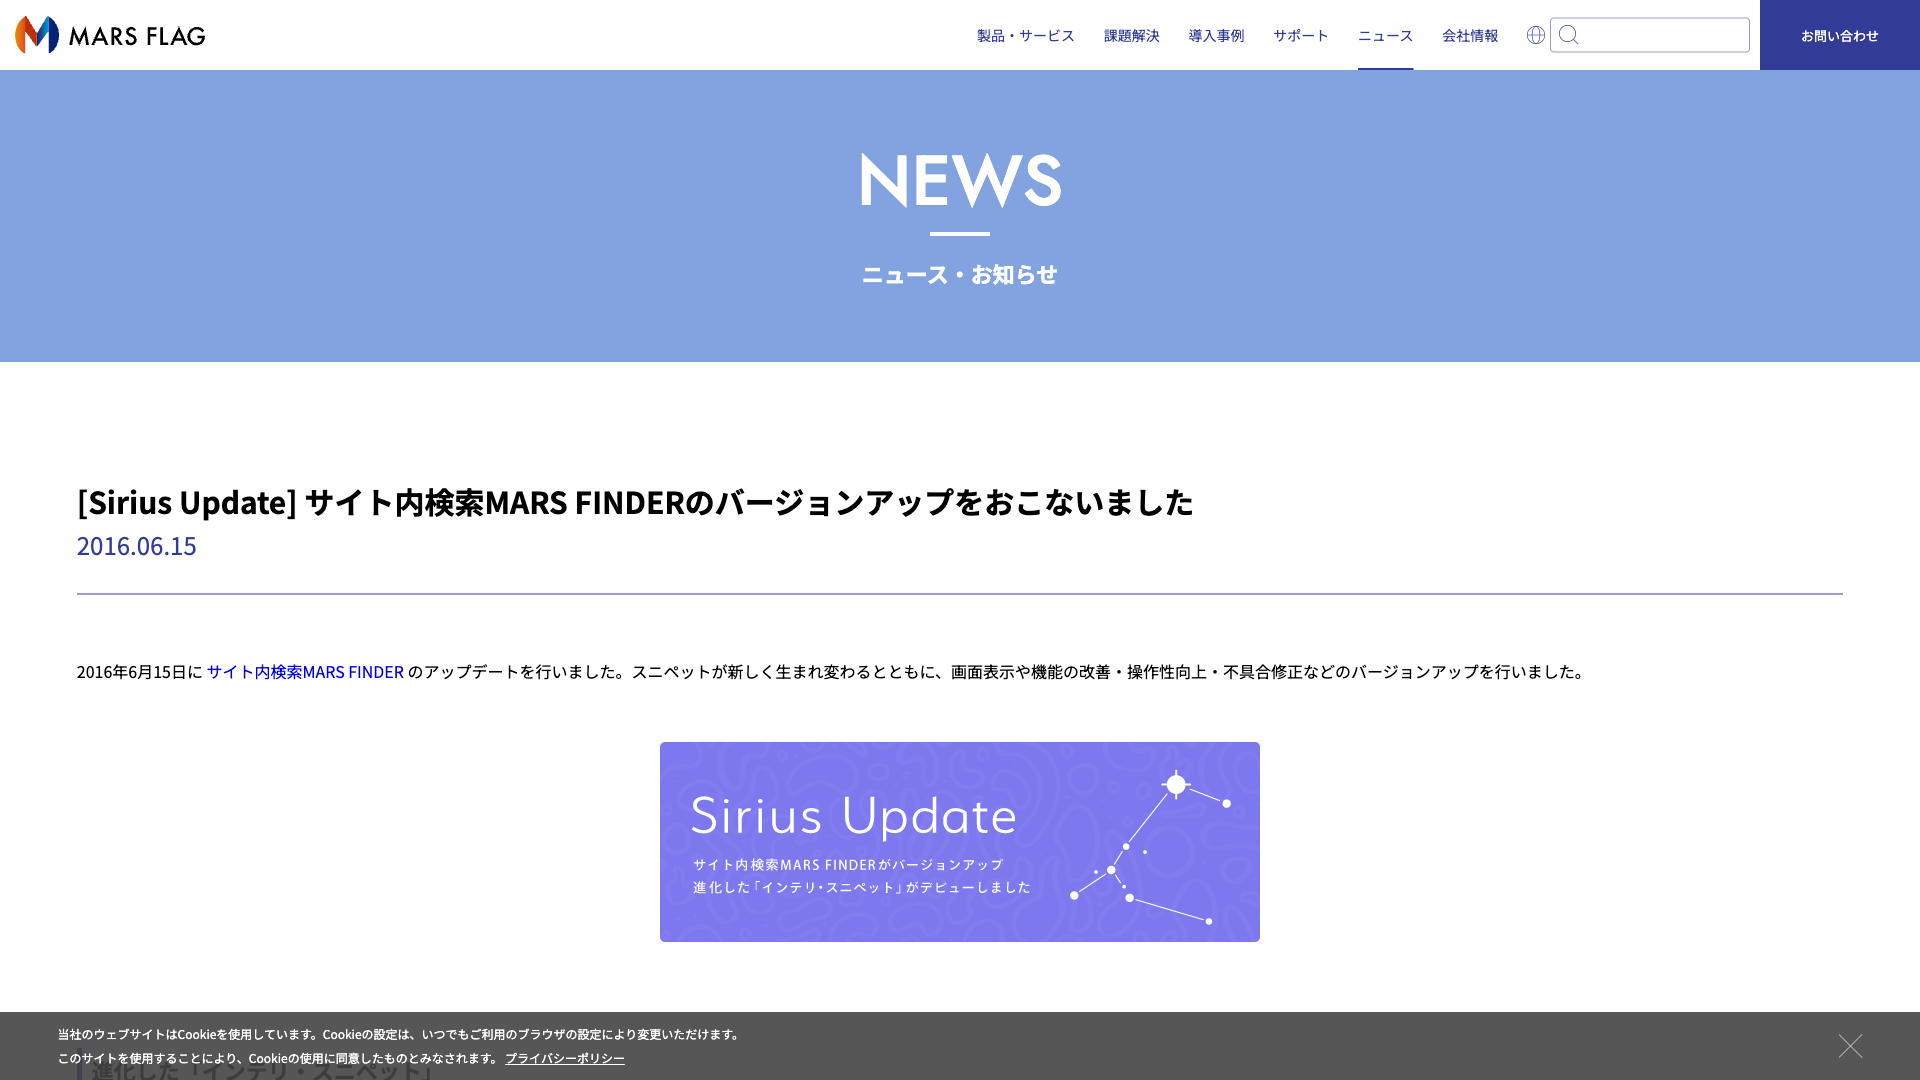 MARS FLAG
製品・サービス
課題解決
導入事例
サポート
ニュース
会社情報
お問い合わせ
NEWS
ニュース・お知らせ
[Sirius Update] サイト内検索MARS FINDERのバージョンアップをおこないました
2016.06.15
2016年6月15日に サイト内検索MARS FINDER のアップデートを行いました。スニペットが新しく生まれ変わるとともに、画面表示や機能の改善・操作性向上・不具合修正などのバージョンアップを行いました。
Sirius Update
サイト内検索MARS FINDERがバージョンアップ
進化した「インテリ・スニペット」がデビューしました
当社のウェブサイトはCookieを使用しています。Cookieの設定は、いつでもご利用のブラウザの設定により変更いただけます。
このサイトを使用することにより、Cookieの使用に同意したものとみなされます。 プライバシーポリシー
進化した「インテリ・スニペット」